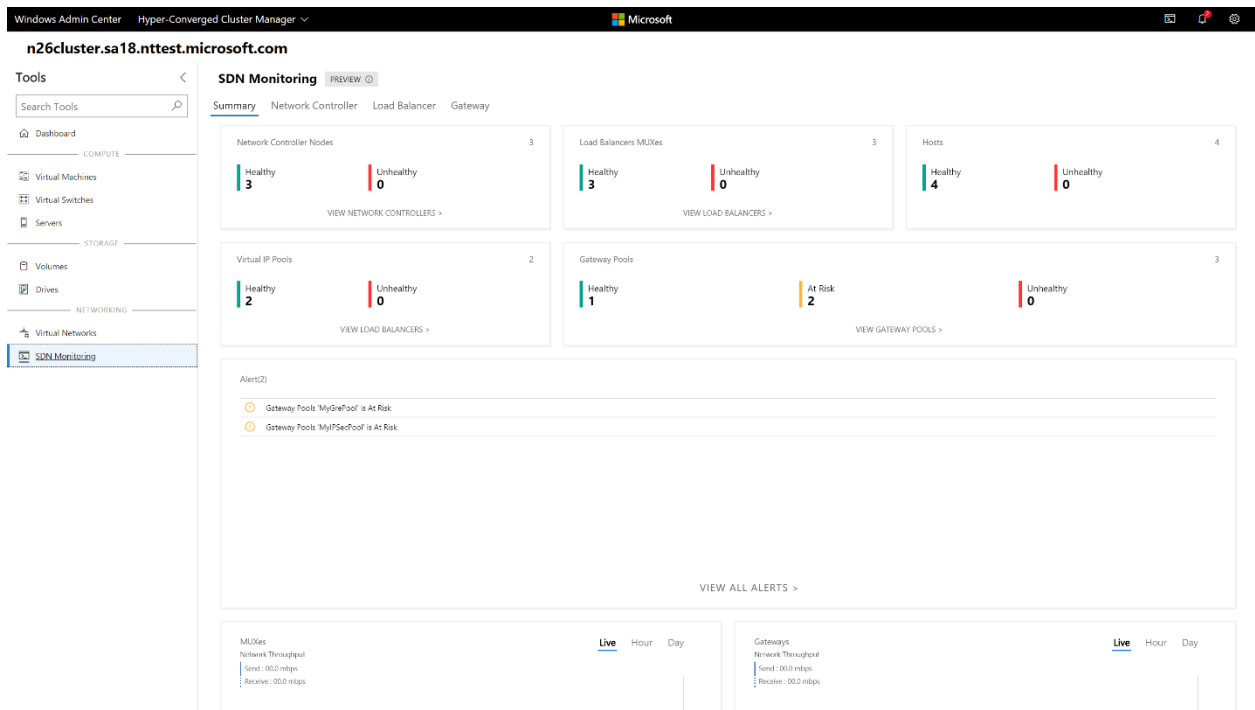 Windows Admin Center Hyper-Converged Cluster Manager Microsoft 2
n26cluster.sa18.nttest.microsoft.com
Tools
Search Tools
Dashboard
COMPUTE
Virtual Machines
Virtual Switches
Servers
STORAGE
Volumes
Drives
NETWORKING
Virtual Networks
SDN Monitoring
SDN Monitoring PREVIEW
Summary Network Controller Load Balancer Gateway
Network Controller Nodes 3
Healthy Unhealthy
3 0
VIEW NETWORK CONTROLLERS >
Load Balancers MUXes 3
Healthy Unhealthy
3 0
VIEW LOAD BALANCERS >
Hosts 4
Healthy Unhealthy
4 0
Virtual IP Pools 2
Healthy Unhealthy
2 0
VIEW LOAD BALANCERS >
Gateway Pools 3
Healthy At Risk Unhealthy
1 2 0
VIEW GATEWAY POOLS >
Alert(2)
Gateway Pools 'MyGrePool' is At Risk
Gateway Pools 'MyIPSecPool' is At Risk
VIEW ALL ALERTS >
MUXes Live Hour Day
Network Throughput
Send : 00.0 mbps
Receive : 00.0 mbps
Gateways Live Hour Day
Network Throughput
Send : 00.0 mbps
Receive : 00.0 mbps